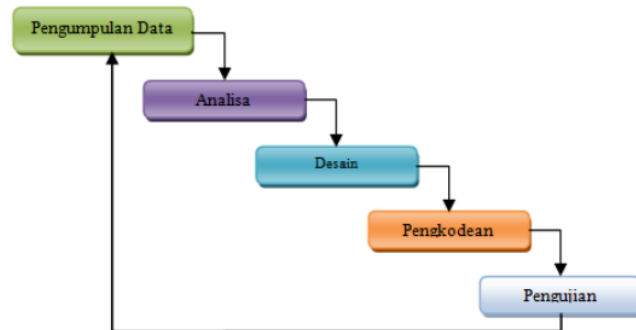 Pengumpulan Data
Analisa
Desain
Pengkodean
Pengujian